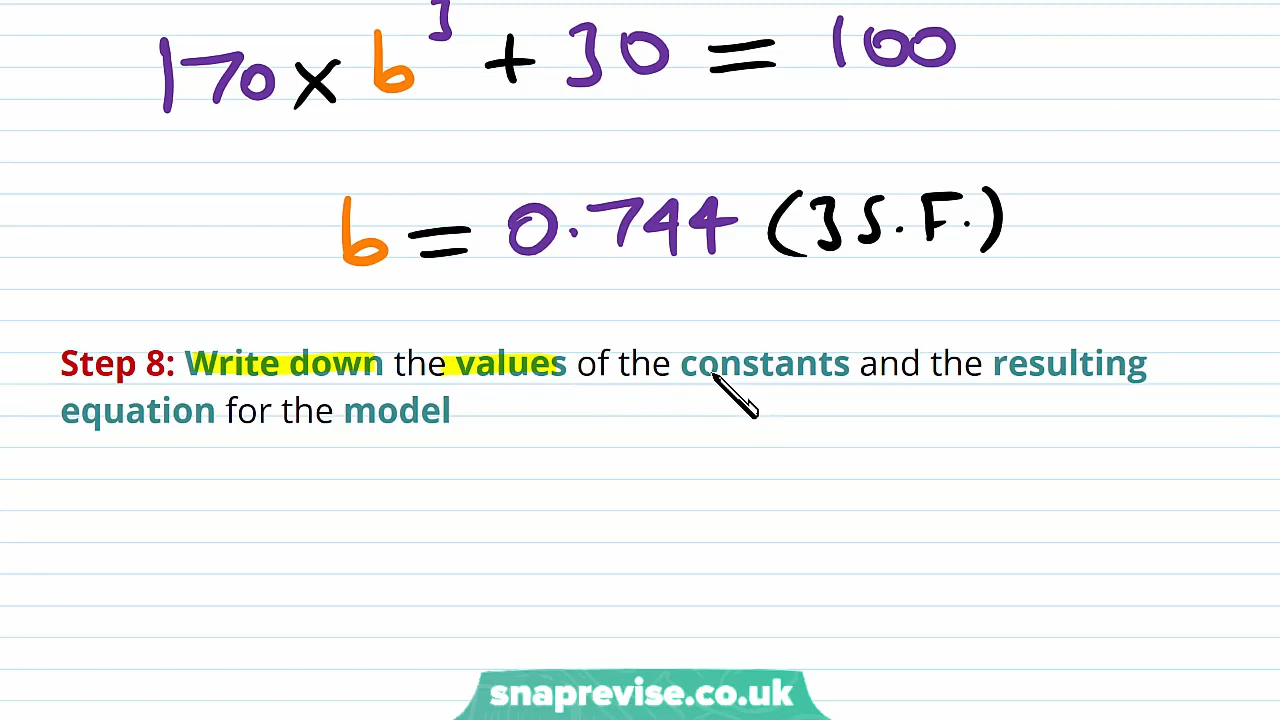 170 × b³ + 30 = 100
b = 0.744 (3 S.F.)
Step 8: Write down the values of the constants and the resulting
equation for the model
snaprevise.co.uk